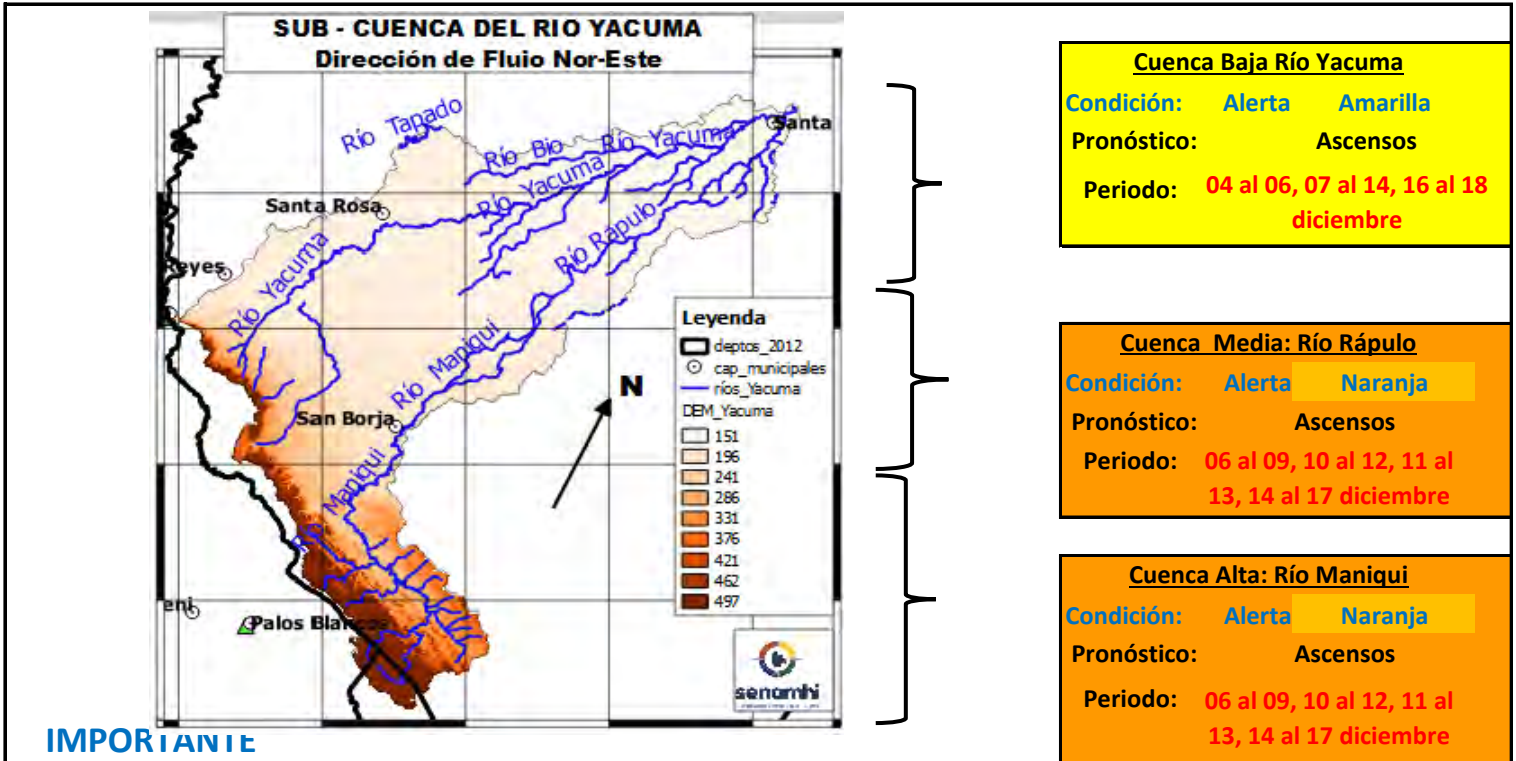 SUB - CUENCA DEL RIO YACUMA
Dirección de Fluio Nor-Este
Río Tapado
Río Bio
Río Yacuma
Santa
Río Yacuma
Santa Rosa
Río Rápulo
Reyes
Río Yacuma
Río Maniqui
San Borja
Río Maniqui
eni
Palos Blancos
N
Leyenda
deptos_2012
cap_municipales
ríos_Yacuma
DEM_Yacuma
151
196
241
286
331
376
421
462
497
senamhi
Cuenca Baja Río Yacuma
Condición: Alerta Amarilla
Pronóstico: Ascensos
Periodo: 04 al 06, 07 al 14, 16 al 18
diciembre
Cuenca Media: Río Rápulo
Condición: Alerta Naranja
Pronóstico: Ascensos
Periodo: 06 al 09, 10 al 12, 11 al
13, 14 al 17 diciembre
Cuenca Alta: Río Maniqui
Condición: Alerta Naranja
Pronóstico: Ascensos
Periodo: 06 al 09, 10 al 12, 11 al
13, 14 al 17 diciembre
IMPORTANTE